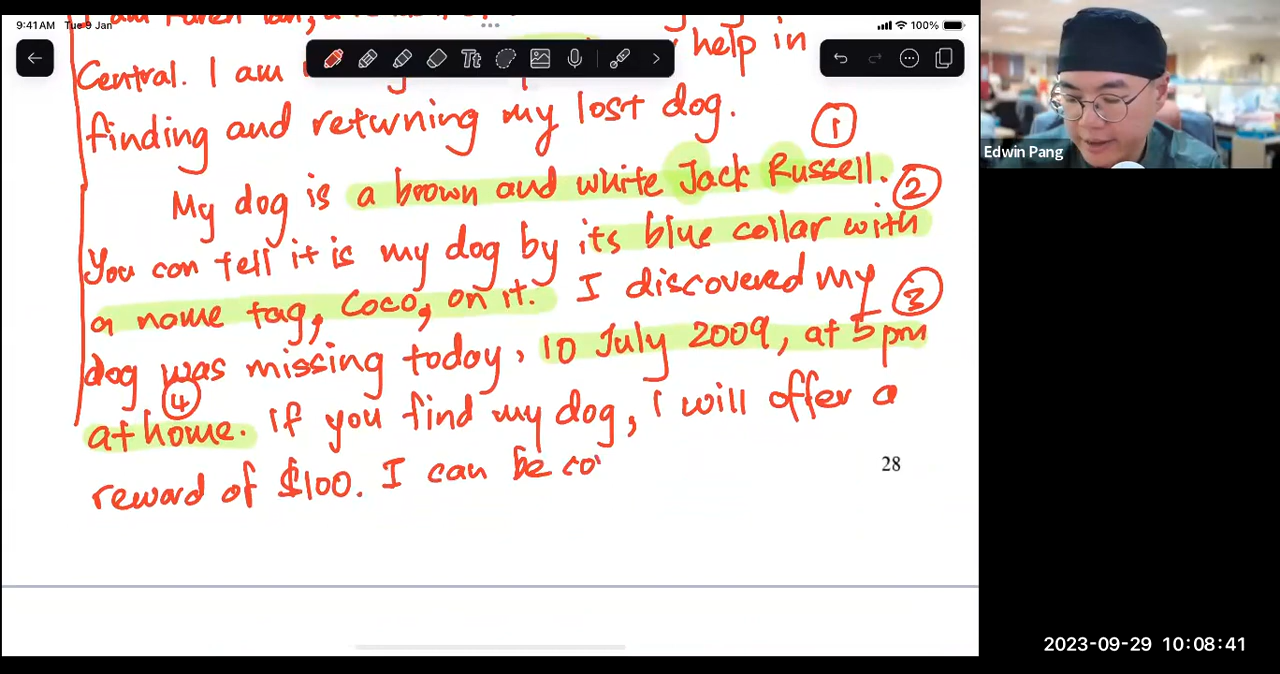 9:41AM Tue 9 Jan
100%
help in
Central. I am
finding and returning my lost dog.
1
My dog is a brown and white Jack Russell.
2
You can tell it is my dog by its blue collar with
a name tag, Coco, on it. I discovered my
3
dog was missing today, 10 July 2009, at 5pm
4
at home. If you find my dog, I will offer a
reward of $100. I can be co
28
Tt
Edwin Pang
2023-09-29 10:08:41